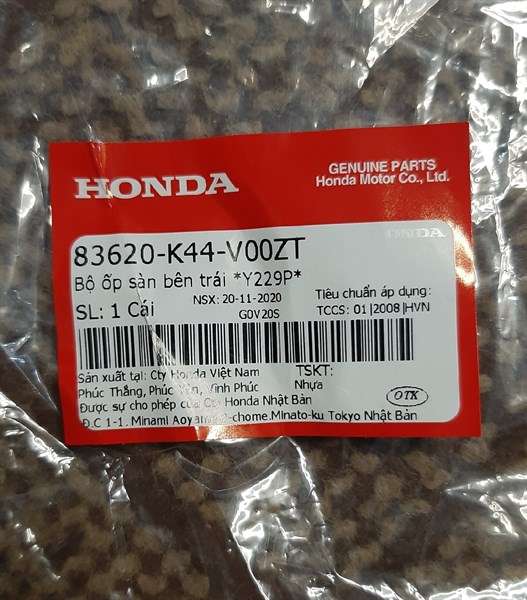 HONDA
GENUINE PARTS
Honda Motor Co., Ltd.
HONDA
83620-K44-V00ZT
Bộ ốp sàn bên trái *Y229P*
SL: 1 Cái
NSX: 20-11-2020
G0V 20S
Tiêu chuẩn áp dụng:
TCCS: 01|2008|HVN
Sản xuất tại: Cty Honda Việt Nam
Phúc Thắng, Phúc Yên, Vĩnh Phúc
Được sự cho phép của Cty Honda Nhật Bản
Đ.C 1-1, Minami Aoyama 2-chome.Minato-ku Tokyo Nhật Bản
TSKT:
Nhựa
OTK